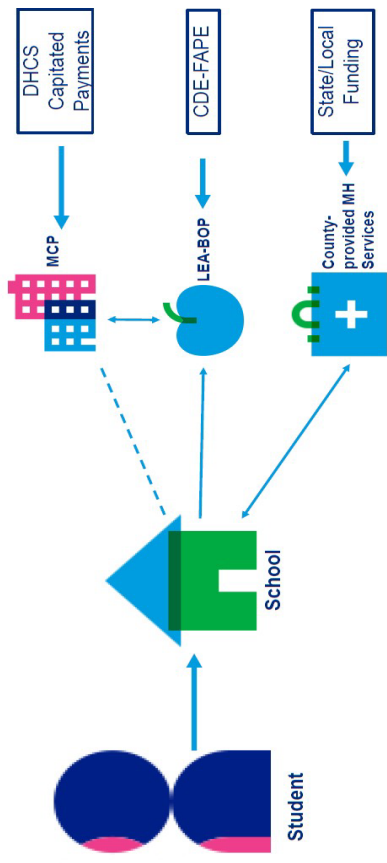 DHCS
Capitated
Payments
CDE-FAPE
State/Local
Funding
MCP
LEA-BOP
County-
provided MH
Services
School
Student